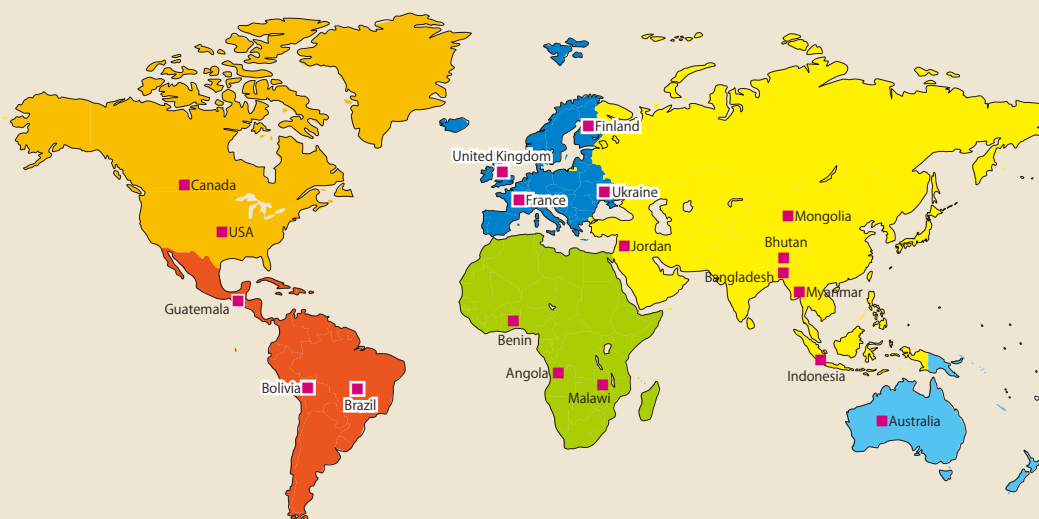 Finland
United Kingdom
Canada
Ukraine
France
Mongolia
USA
Bhutan
Jordan
Bangladesh
Myanmar
Guatemala
Benin
Angola
Indonesia
Bolivia
Malawi
Brazil
Australia